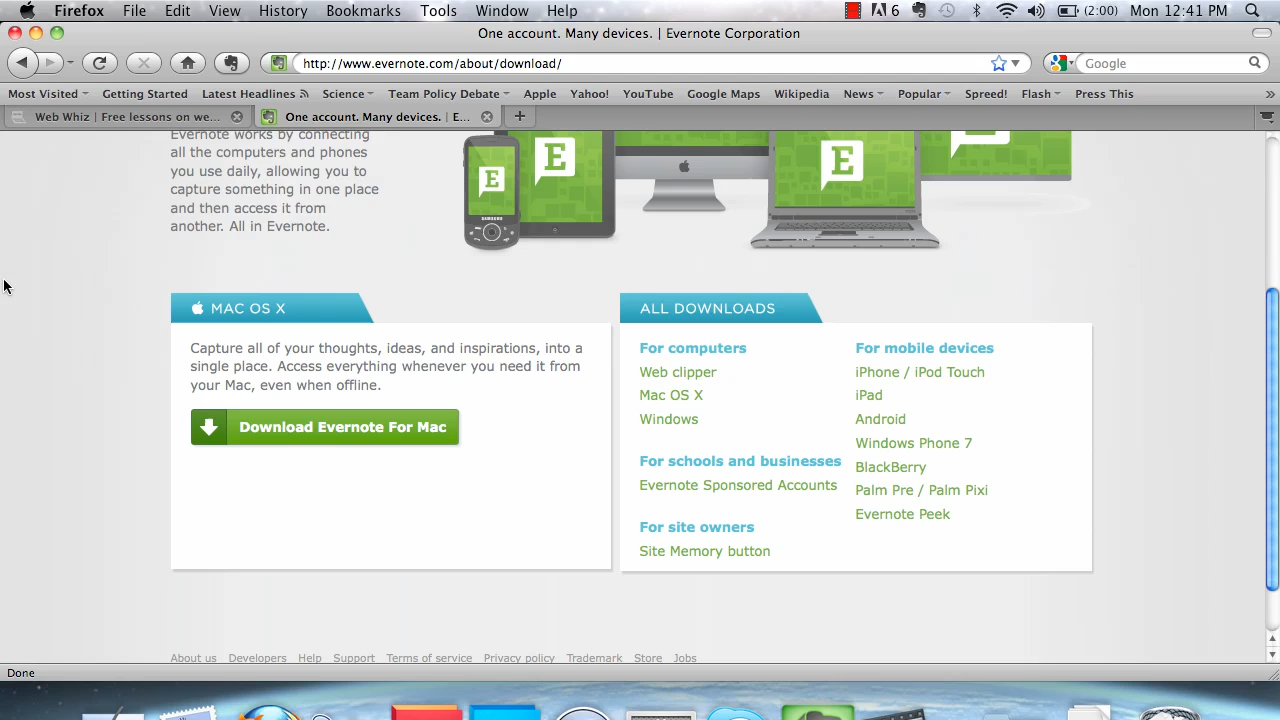 Firefox File Edit View History Bookmarks Tools Window Help 6 (2:00) Mon 12:41 PM
One account. Many devices. | Evernote Corporation
http://www.evernote.com/about/download/ Google
Most Visited Getting Started Latest Headlines Science Team Policy Debate Apple Yahoo! YouTube Google Maps Wikipedia News Popular Spreed! Flash Press This »
Web Whiz | Free lessons on we... One account. Many devices. | E...
Evernote works by connecting
all the computers and phones
you use daily, allowing you to
capture something in one place
and then access it from
another. All in Evernote.
E E E
SAMSUNG
MAC OS X
Capture all of your thoughts, ideas, and inspirations, into a
single place. Access everything whenever you need it from
your Mac, even when offline.
Download Evernote For Mac
ALL DOWNLOADS
For computers
Web clipper
Mac OS X
Windows
For schools and businesses
Evernote Sponsored Accounts
For site owners
Site Memory button
For mobile devices
iPhone / iPod Touch
iPad
Android
Windows Phone 7
BlackBerry
Palm Pre / Palm Pixi
Evernote Peek
About us Developers Help Support Terms of service Privacy policy Trademark Store Jobs
Done